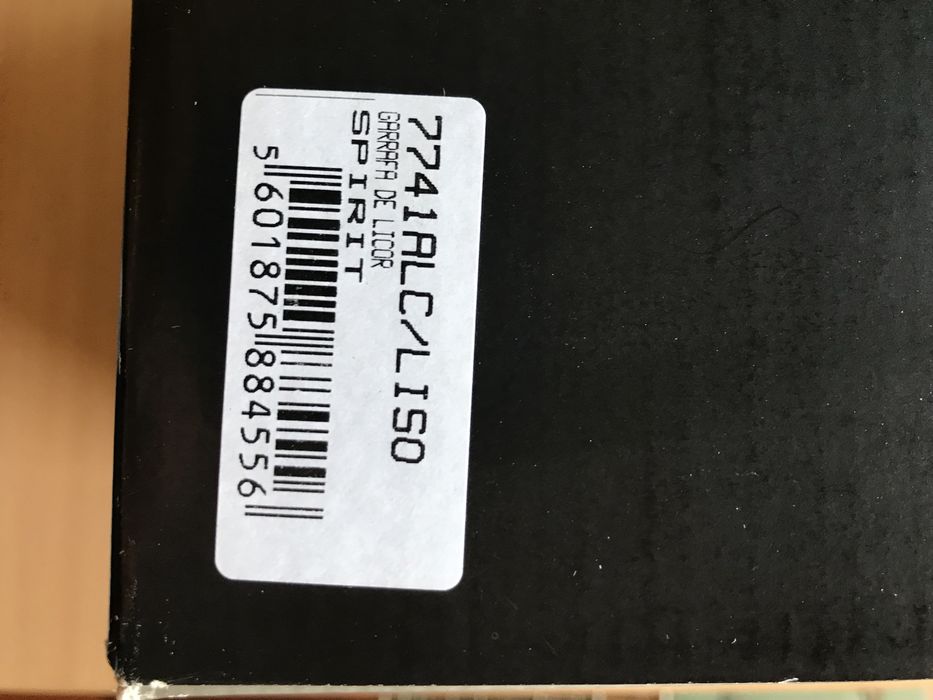 7741ALC/LISO
GARRAFA DE LICOR
SPIRIT
5 601875 884556